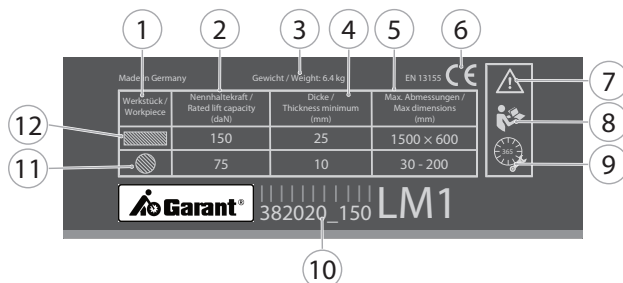 1 2 3 4 5 6
Made in Germany Gewicht / Weight: 6.4 kg EN 13155 CE
Werkstück / Workpiece
Nennhaltekraft / Rated lift capacity (daN)
Dicke / Thickness minimum (mm)
Max. Abmessungen / Max dimensions (mm)
7
12 150 25 1500 × 600
8
11 75 10 30 - 200
365 9
Garant®
382020_150
LM1
10